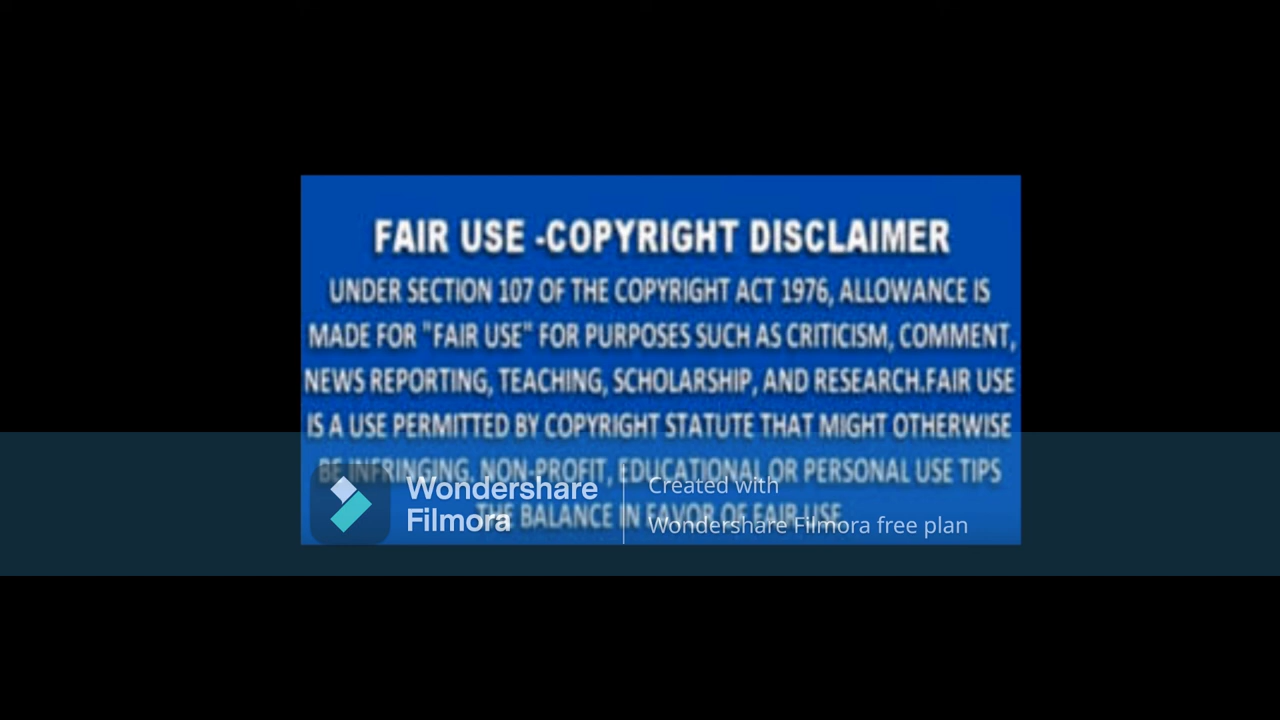 FAIR USE -COPYRIGHT DISCLAIMER
UNDER SECTION 107 OF THE COPYRIGHT ACT 1976, ALLOWANCE IS
MADE FOR "FAIR USE" FOR PURPOSES SUCH AS CRITICISM, COMMENT,
NEWS REPORTING, TEACHING, SCHOLARSHIP, AND RESEARCH.FAIR USE
IS A USE PERMITTED BY COPYRIGHT STATUTE THAT MIGHT OTHERWISE
BE INFRINGING, NON-PROFIT, EDUCATIONAL OR PERSONAL USE TIPS
THE BALANCE IN FAVOR OF FAIR USE.
Wondershare
Filmora
Created with
Wondershare Filmora free plan